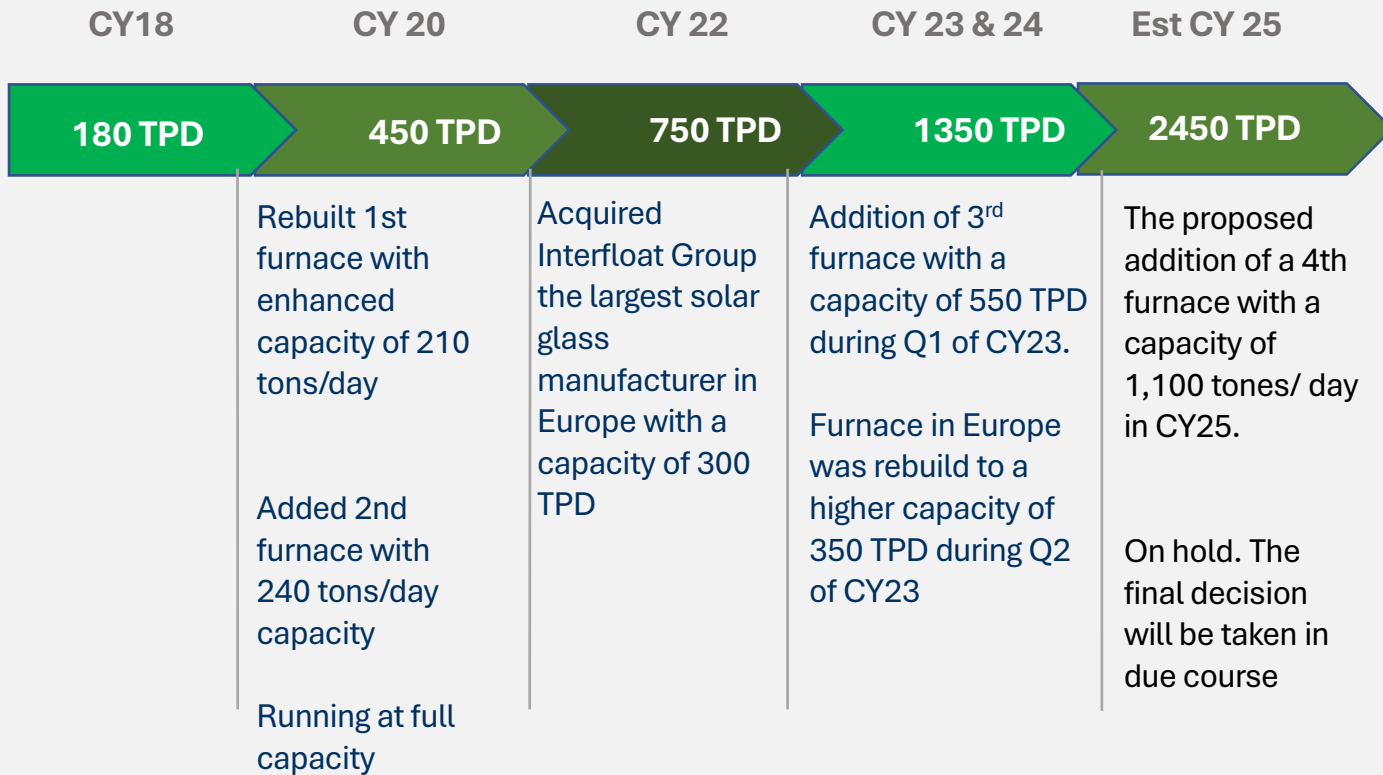 CY18
CY 20
CY 22
CY 23 & 24
Est CY 25
180 TPD
450 TPD
750 TPD
1350 TPD
2450 TPD
Rebuilt 1st
furnace with
enhanced
capacity of 210
tons/day
Added 2nd
furnace with
240 tons/day
capacity
Running at full
capacity
Acquired
Interfloat Group
the largest solar
glass
manufacturer in
Europe with a
capacity of 300
TPD
Addition of 3rd
furnace with a
capacity of 550 TPD
during Q1 of CY23.
Furnace in Europe
was rebuild to a
higher capacity of
350 TPD during Q2
of CY23
The proposed
addition of a 4th
furnace with a
capacity of
1,100 tones/ day
in CY25.
On hold. The
final decision
will be taken in
due course